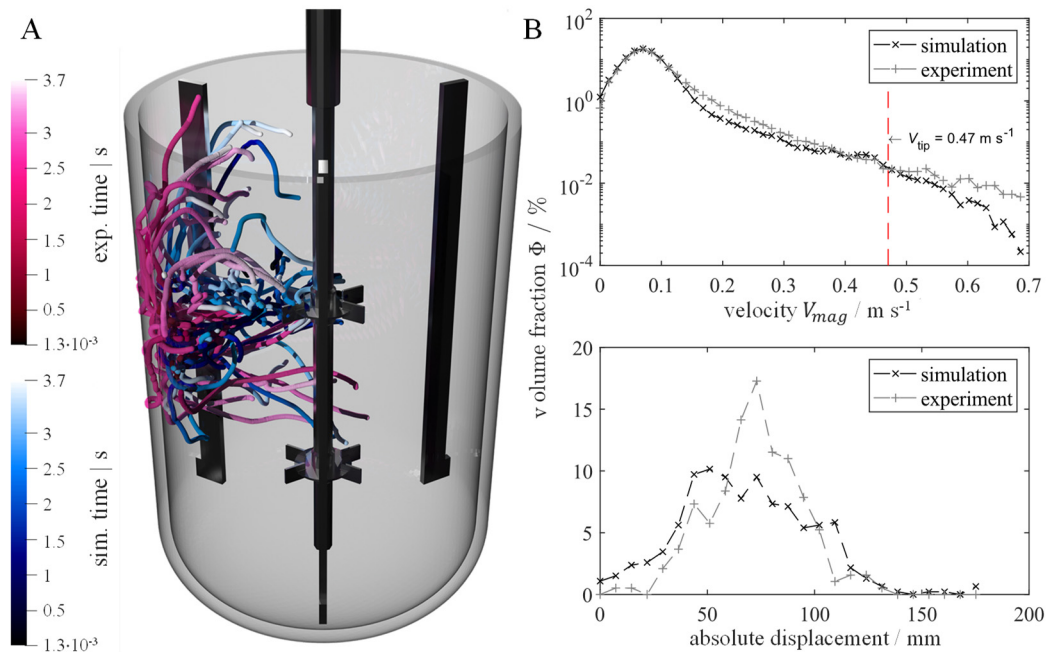 A
3.7
3
2.5
2
1.5
1
0.5
1.3·10⁻³
exp. time | s
3.7
3
2.5
2
1.5
1
0.5
1.3·10⁻³
sim. time | s
B
10²
10⁰
10⁻²
10⁻⁴
simulation
experiment
V_tip = 0.47 m s⁻¹
0 0.1 0.2 0.3 0.4 0.5 0.6 0.7
velocity V_mag / m s⁻¹
v olume fraction Φ / %
20
15
10
5
0
simulation
experiment
0 50 100 150 200
absolute displacement / mm